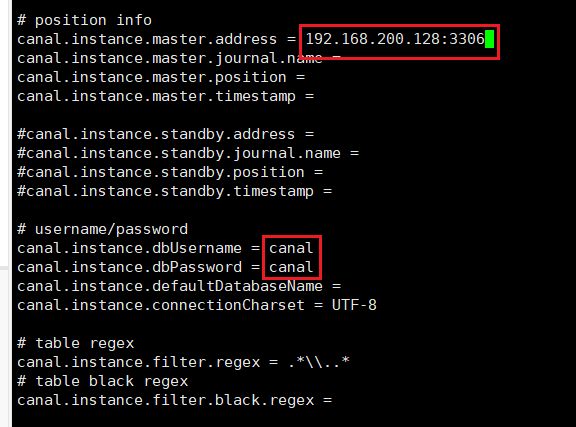 # position info
canal.instance.master.address = 192.168.200.128:3306
canal.instance.master.journal.name =
canal.instance.master.position =
canal.instance.master.timestamp =
#canal.instance.standby.address =
#canal.instance.standby.journal.name =
#canal.instance.standby.position =
#canal.instance.standby.timestamp =
# username/password
canal.instance.dbUsername = canal
canal.instance.dbPassword = canal
canal.instance.defaultDatabaseName =
canal.instance.connectionCharset = UTF-8
# table regex
canal.instance.filter.regex = .*\\..*
# table black regex
canal.instance.filter.black.regex =